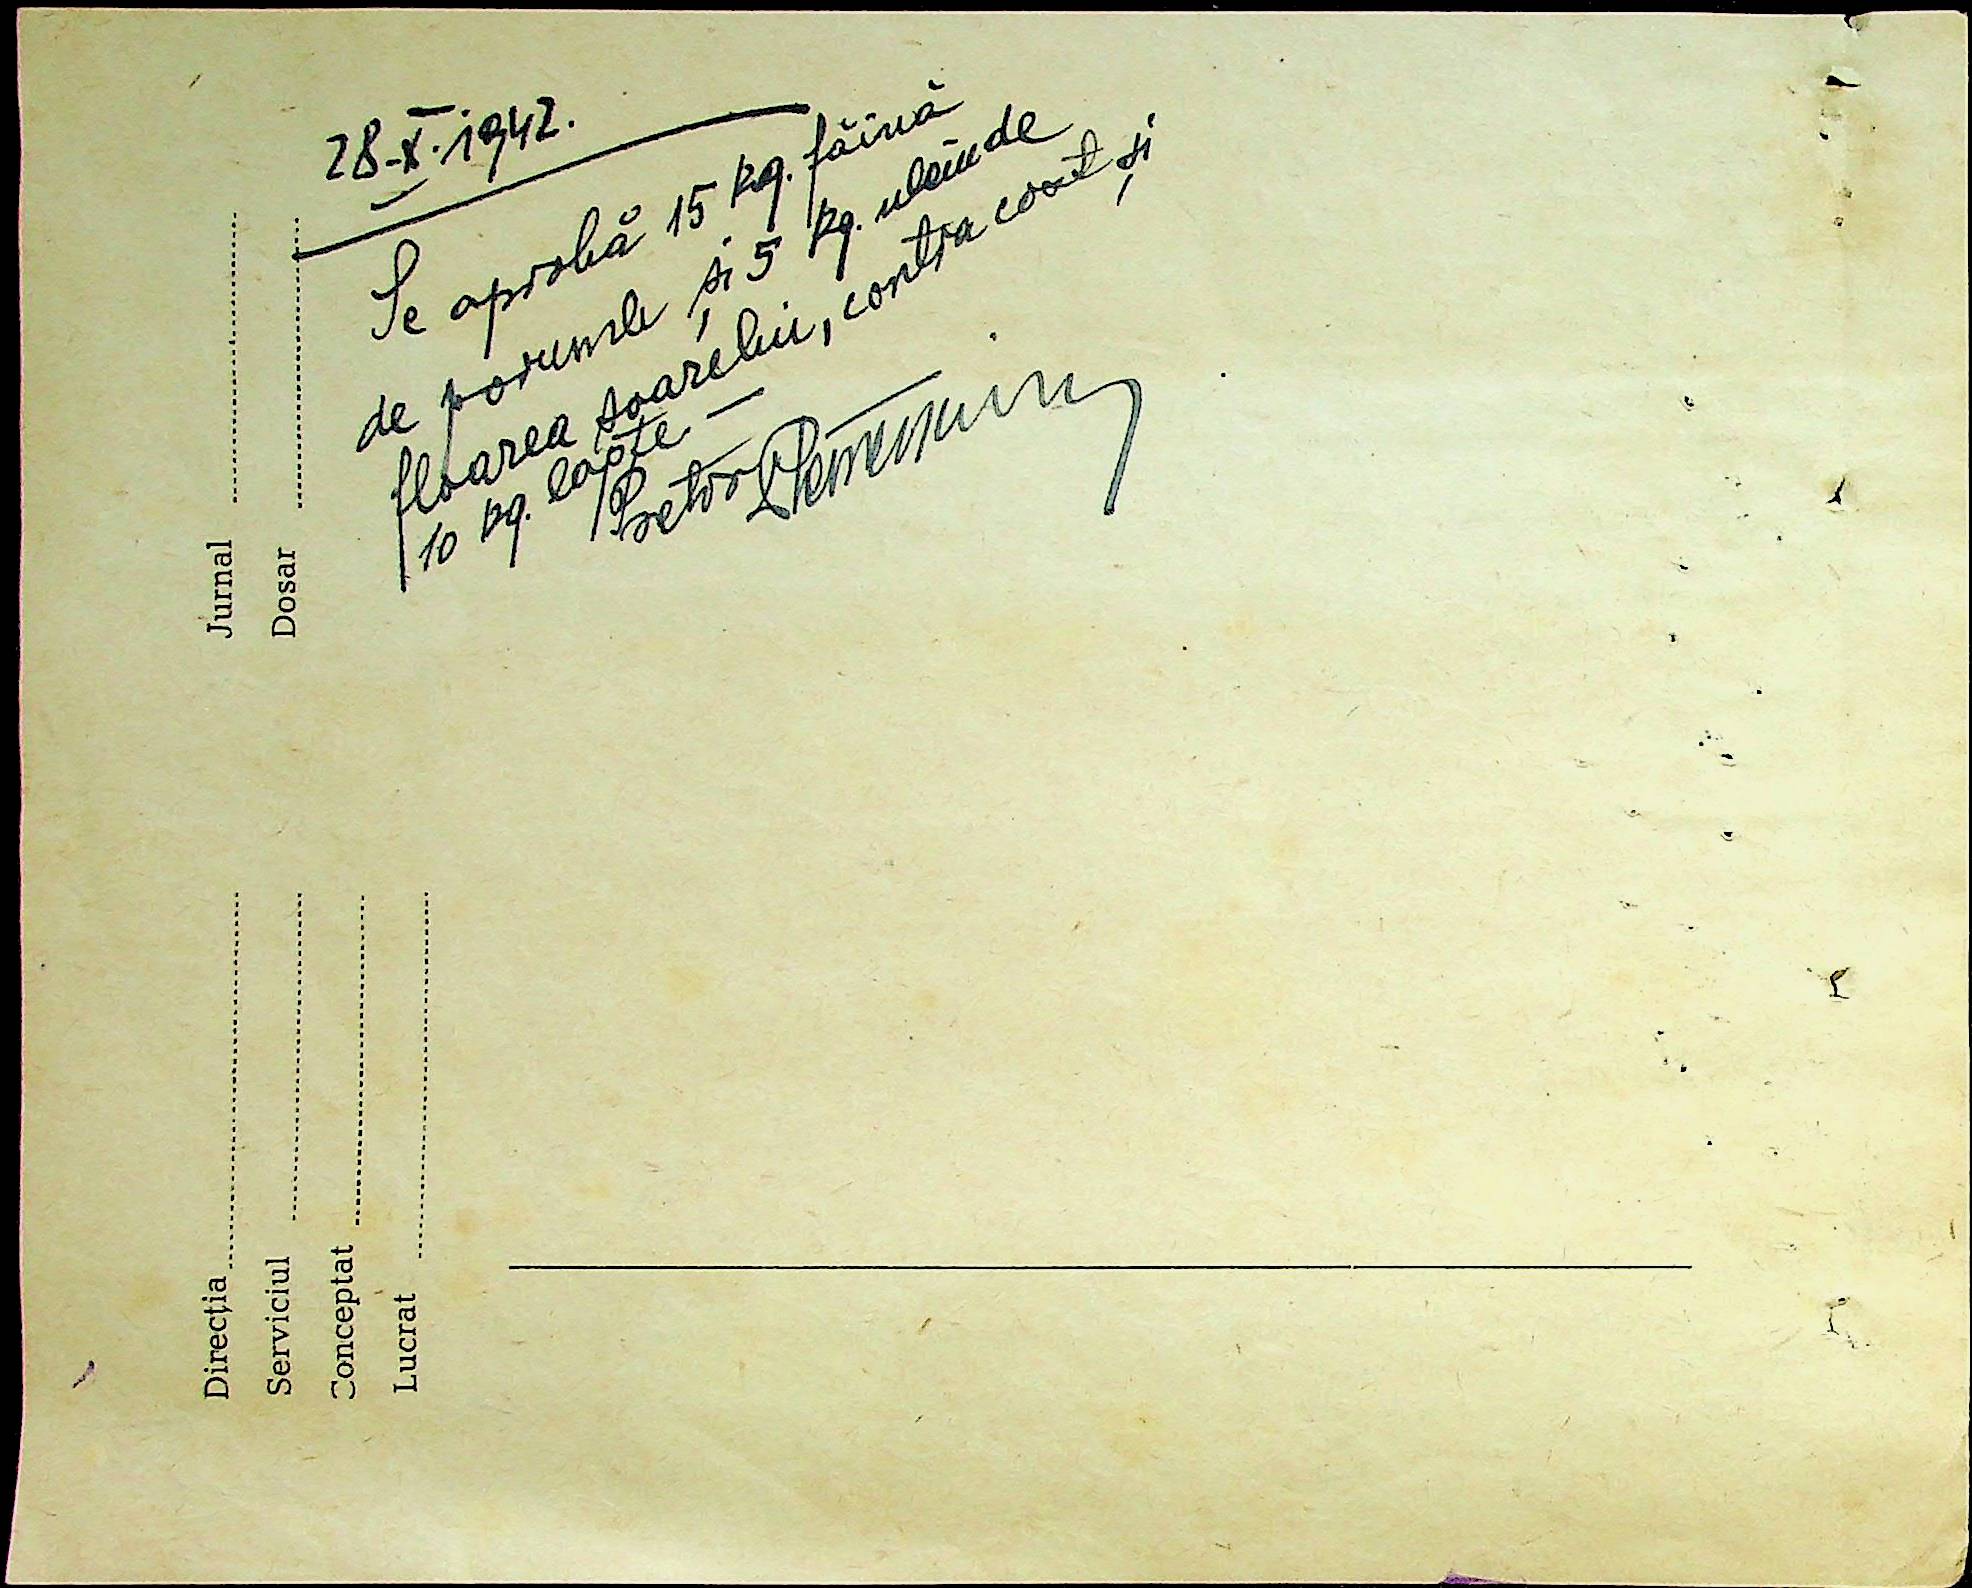 28-X-1942.
Se aprobă 15 kg. făină
de porumb și 5 kg. uleiu de
floarea soarelui, contra cost și
10 kg. lapte —
Pretor
Jurnal
Dosar
Direcția
Serviciul
Conceptat
Lucrat